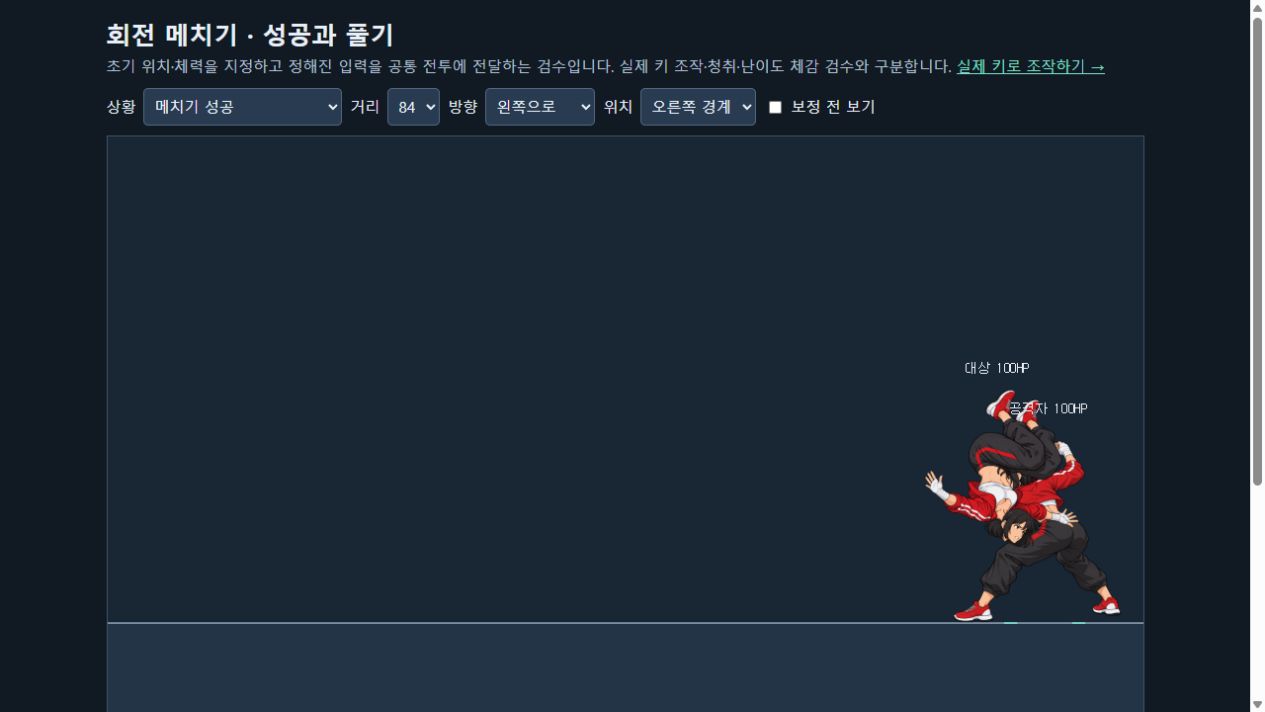 회전 메치기 · 성공과 풀기
초기 위치·체력을 지정하고 정해진 입력을 공통 전투에 전달하는 검수입니다. 실제 키 조작·청취·난이도 체감 검수와 구분합니다. 실제 키로 조작하기 →
상황 메치기 성공 거리 84 방향 왼쪽으로 위치 오른쪽 경계 보정 전 보기
대상 100HP
공격자 100HP